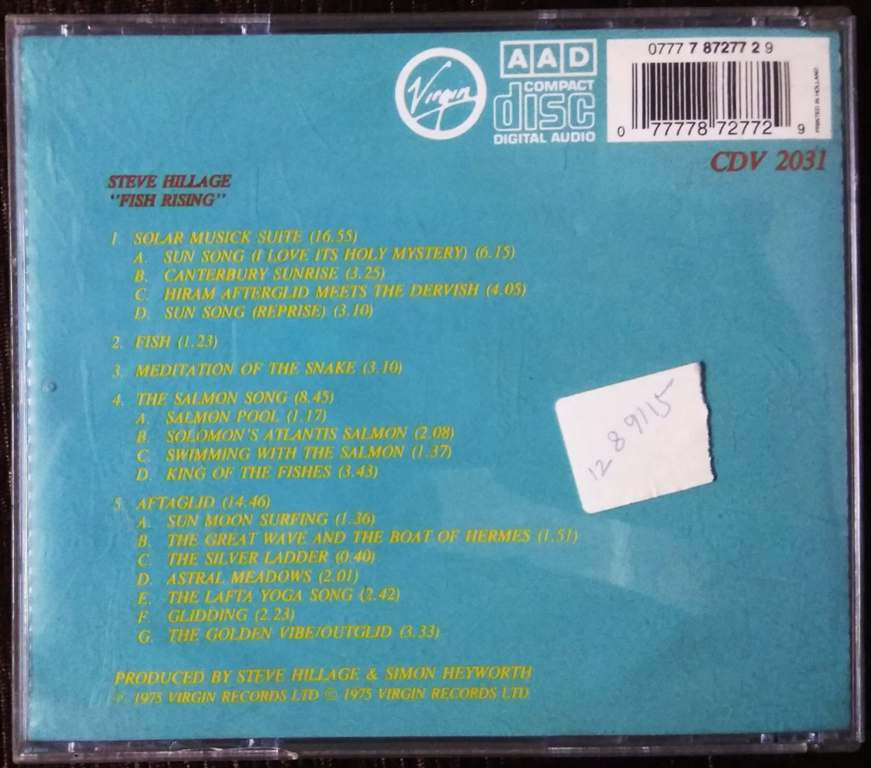 Virgin
AAD
COMPACT
disc
DIGITAL AUDIO
0777 7 87277 2 9
0 77778 72772 9
PRINTED IN HOLLAND
CDV 2031
STEVE HILLAGE
"FISH RISING"
1. SOLAR MUSICK SUITE (16.55)
A. SUN SONG (I LOVE ITS HOLY MYSTERY) (6.15)
B. CANTERBURY SUNRISE (3.25)
C. HIRAM AFTERGLID MEETS THE DERVISH (4.05)
D. SUN SONG (REPRISE) (3.10)
2. FISH (1.23)
3. MEDITATION OF THE SNAKE (3.10)
4. THE SALMON SONG (8.45)
A. SALMON POOL (1.17)
B. SOLOMON'S ATLANTIS SALMON (2.08)
C. SWIMMING WITH THE SALMON (1.37)
D. KING OF THE FISHES (3.43)
5. AFTAGLID (14.46)
A. SUN MOON SURFING (1.36)
B. THE GREAT WAVE AND THE BOAT OF HERMES (1.51)
C. THE SILVER LADDER (0.40)
D. ASTRAL MEADOWS (2.01)
E. THE LAFTA YOGA SONG (2.42)
F. GLIDDING (2.23)
G. THE GOLDEN VIBE/OUTGLID (3.33)
12 89115
PRODUCED BY STEVE HILLAGE & SIMON HEYWORTH
℗ 1975 VIRGIN RECORDS LTD © 1975 VIRGIN RECORDS LTD